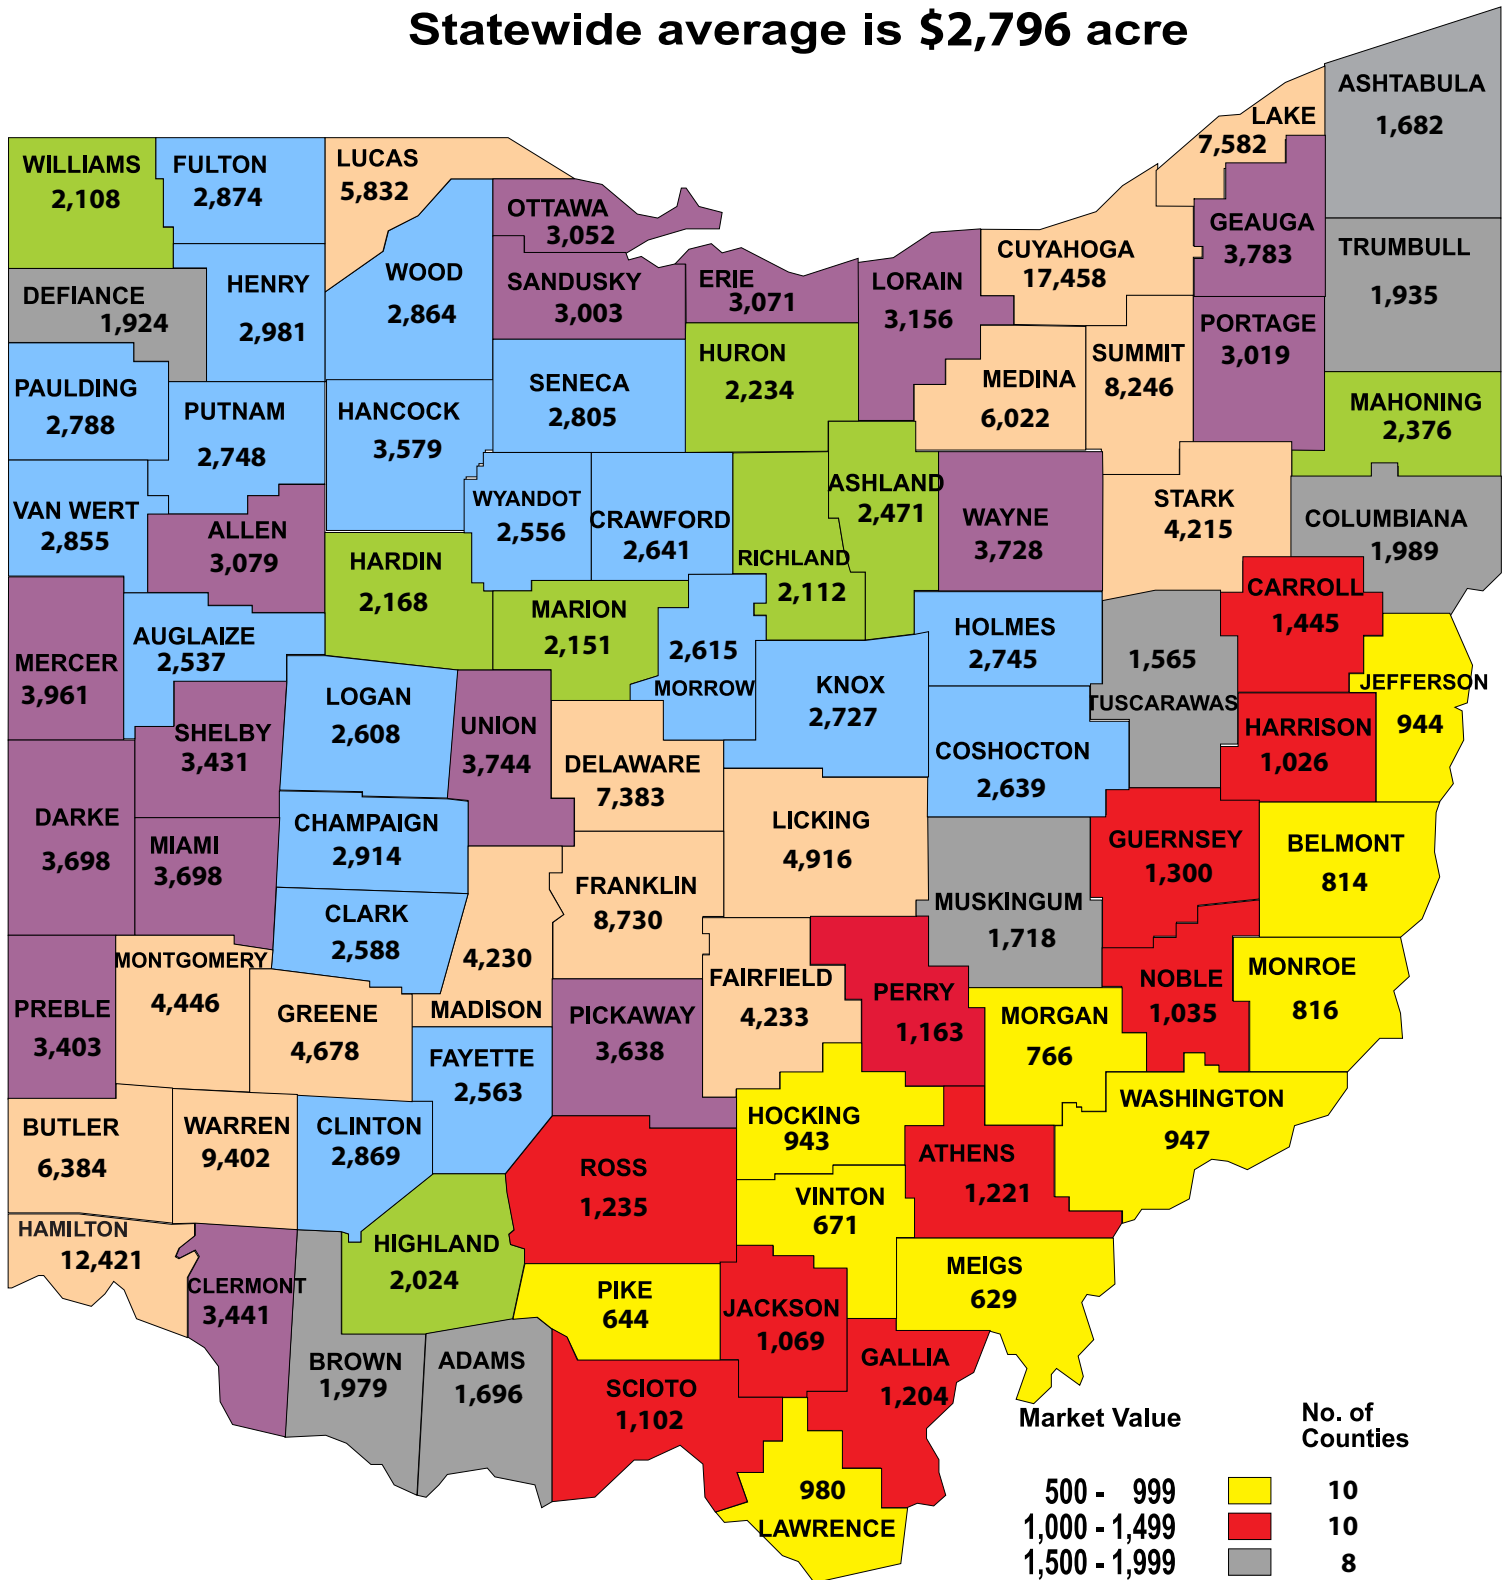 Statewide average is $2,796 acre
ASHTABULA
1,682
LAKE
7,582
WILLIAMS
2,108
FULTON
2,874
LUCAS
5,832
OTTAWA
3,052
GEAUGA
3,783
CUYAHOGA
17,458
TRUMBULL
1,935
DEFIANCE
1,924
HENRY
2,981
WOOD
2,864
SANDUSKY
3,003
ERIE
3,071
LORAIN
3,156
PORTAGE
3,019
PAULDING
2,788
PUTNAM
2,748
HANCOCK
3,579
SENECA
2,805
HURON
2,234
MEDINA
6,022
SUMMIT
8,246
MAHONING
2,376
VAN WERT
2,855
ALLEN
3,079
WYANDOT
2,556
CRAWFORD
2,641
RICHLAND
2,112
ASHLAND
2,471
WAYNE
3,728
STARK
4,215
COLUMBIANA
1,989
HARDIN
2,168
MARION
2,151
CARROLL
1,445
MERCER
3,961
AUGLAIZE
2,537
2,615
MORROW
HOLMES
2,745
1,565
TUSCARAWAS
JEFFERSON
944
LOGAN
2,608
UNION
3,744
KNOX
2,727
HARRISON
1,026
SHELBY
3,431
DELAWARE
7,383
COSHOCTON
2,639
DARKE
3,698
MIAMI
3,698
CHAMPAIGN
2,914
LICKING
4,916
GUERNSEY
1,300
BELMONT
814
CLARK
2,588
FRANKLIN
8,730
MUSKINGUM
1,718
MONTGOMERY
4,446
4,230
MADISON
FAIRFIELD
4,233
PERRY
1,163
NOBLE
1,035
MONROE
816
PREBLE
3,403
GREENE
4,678
PICKAWAY
3,638
MORGAN
766
FAYETTE
2,563
WASHINGTON
947
BUTLER
6,384
WARREN
9,402
CLINTON
2,869
HOCKING
943
ROSS
1,235
ATHENS
1,221
VINTON
671
HAMILTON
12,421
HIGHLAND
2,024
CLERMONT
3,441
PIKE
644
JACKSON
1,069
MEIGS
629
BROWN
1,979
ADAMS
1,696
SCIOTO
1,102
GALLIA
1,204
980
LAWRENCE
Market Value No. of
Counties
500 - 999 10
1,000 - 1,499 10
1,500 - 1,999 8